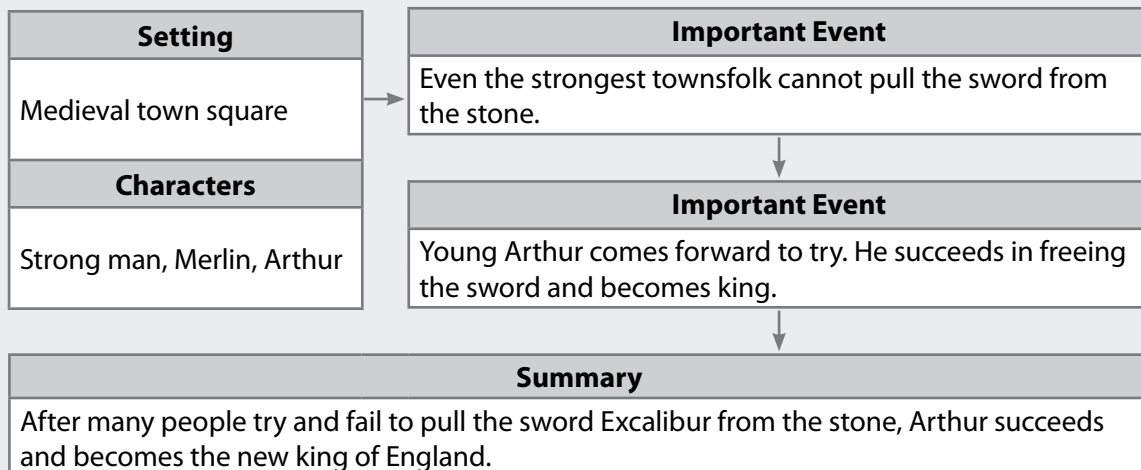 Setting
Medieval town square
Characters
Strong man, Merlin, Arthur
Important Event
Even the strongest townsfolk cannot pull the sword from
the stone.
Important Event
Young Arthur comes forward to try. He succeeds in freeing
the sword and becomes king.
Summary
After many people try and fail to pull the sword Excalibur from the stone, Arthur succeeds
and becomes the new king of England.